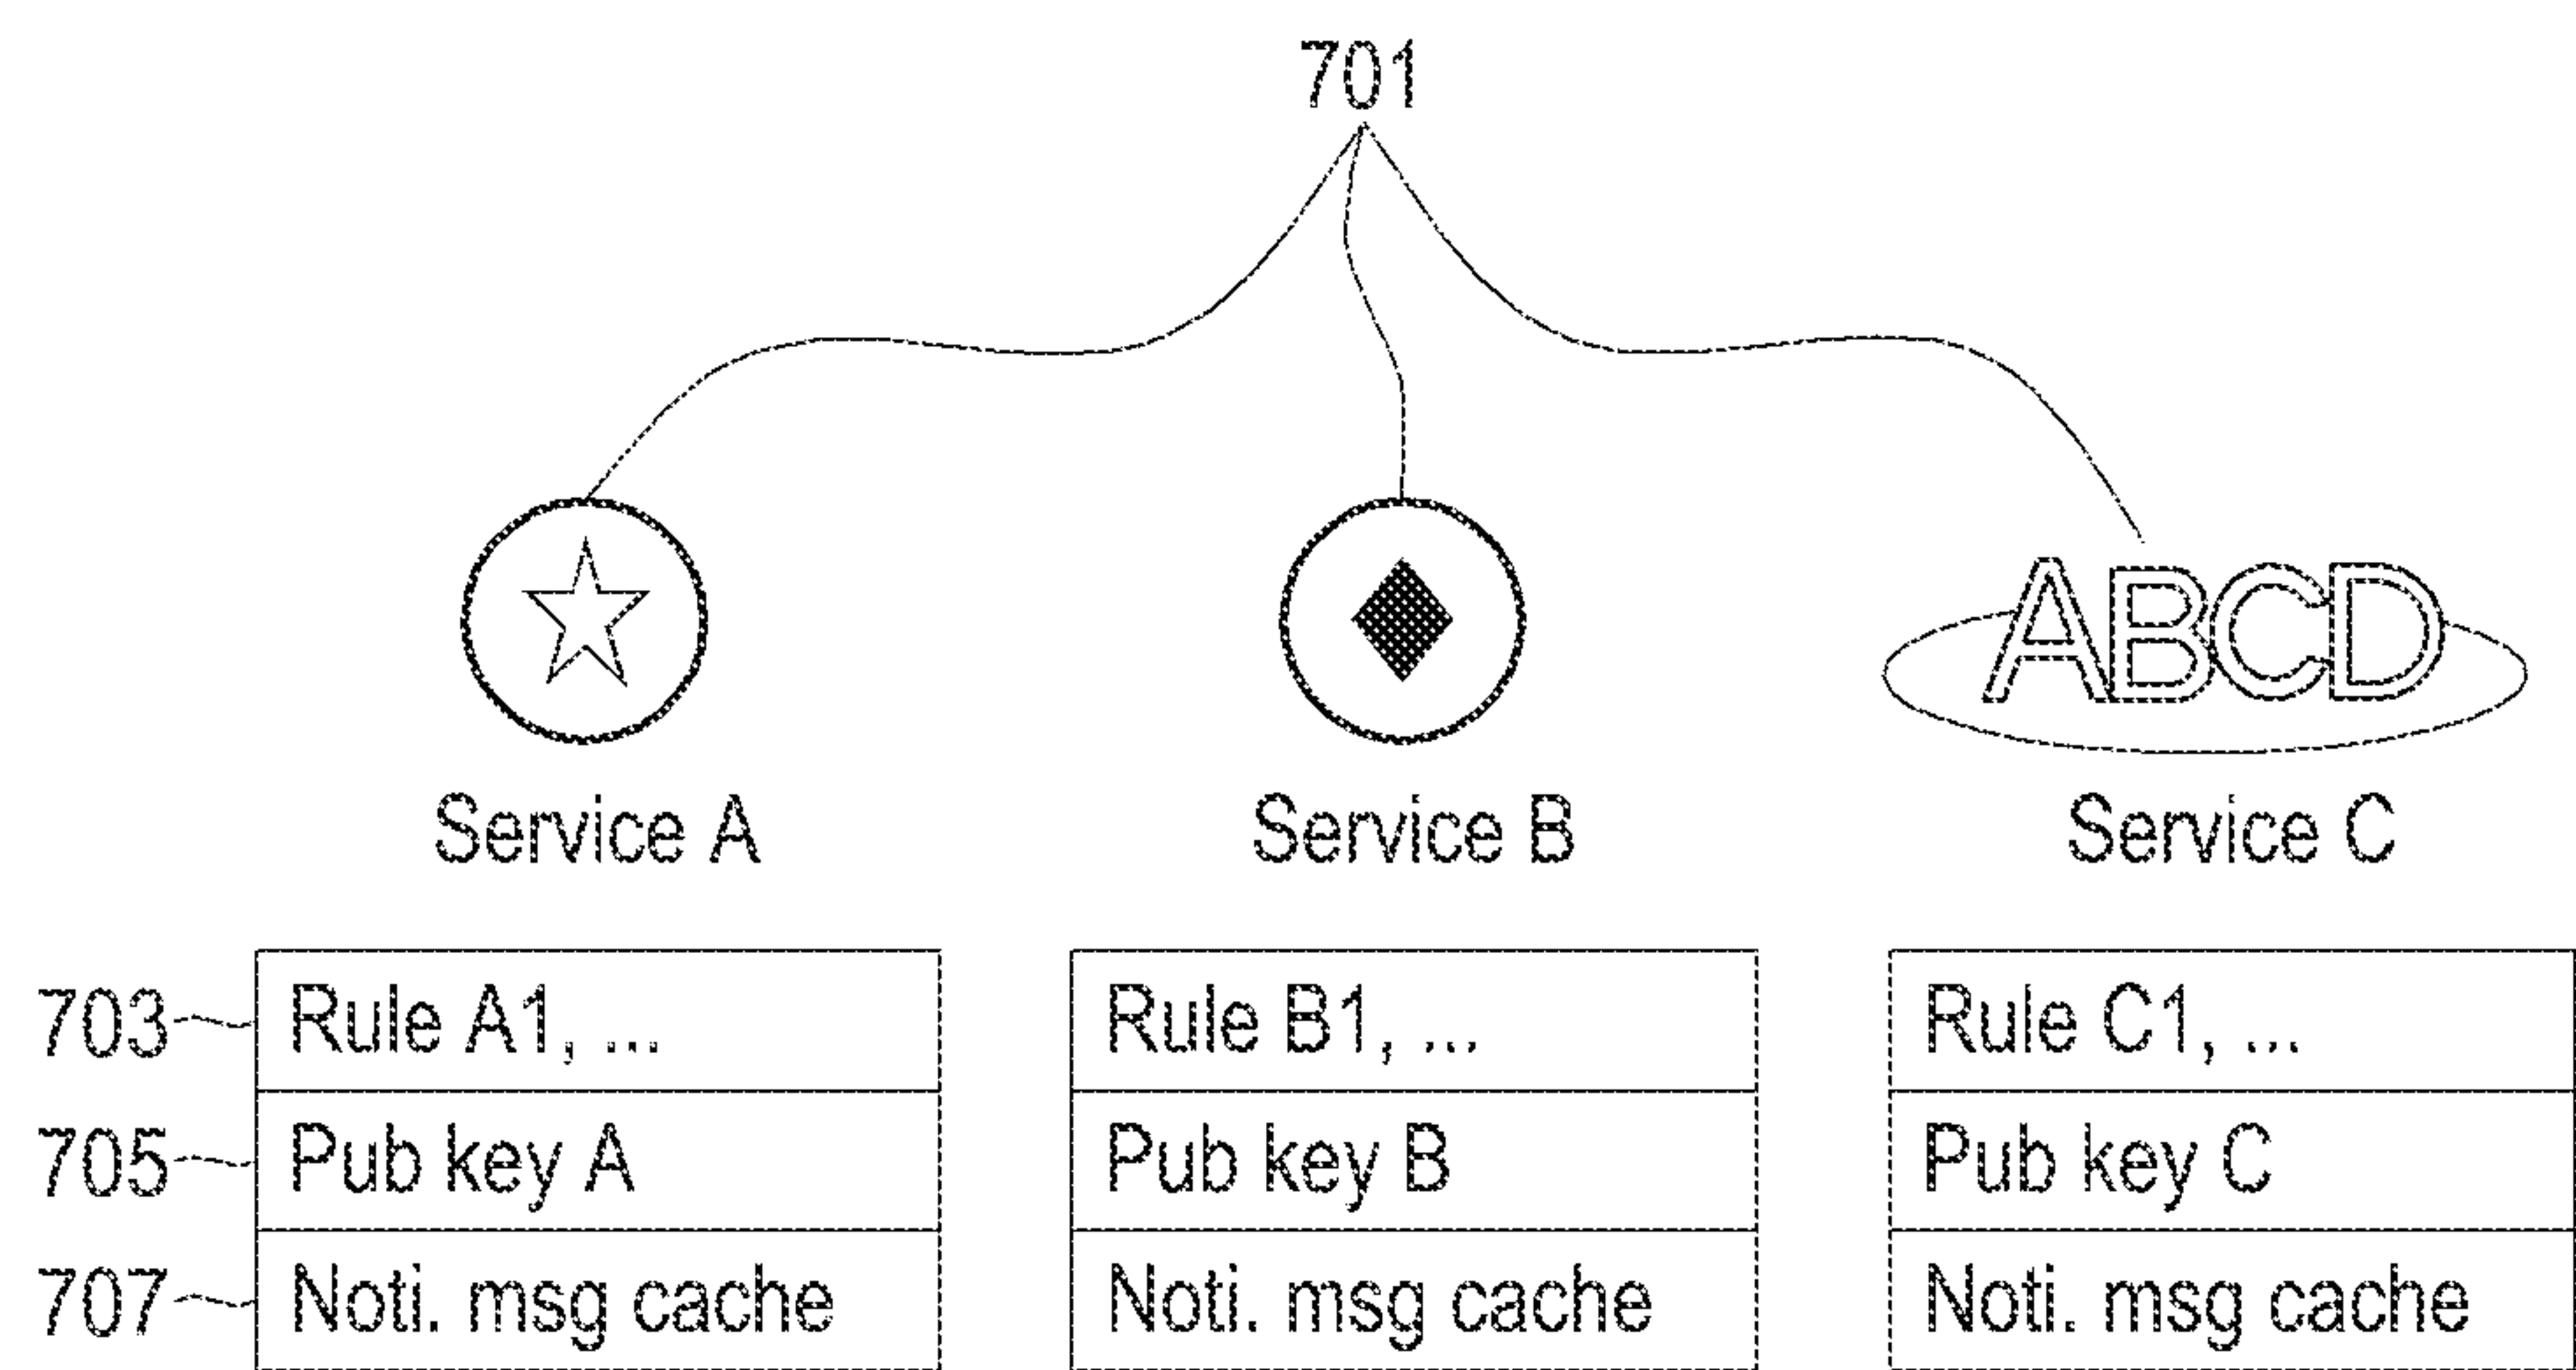 701
ABCD
Service A Service B Service C
703 Rule A1, ... Rule B1, ... Rule C1, ...
705 Pub key A Pub key B Pub key C
707 Noti. msg cache Noti. msg cache Noti. msg cache